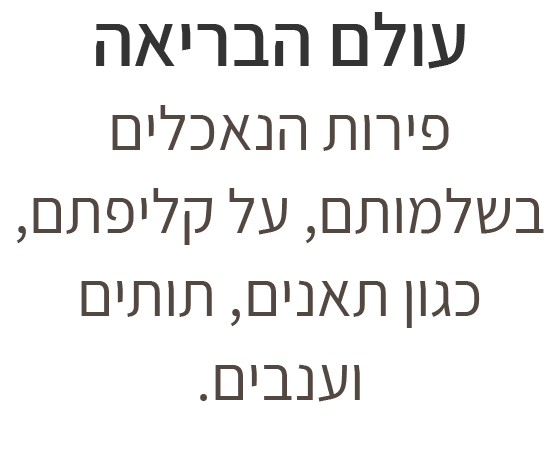 עולם הבריאה
פירות הנאכלים
בשלמותם, על קליפתם,
כגון תאנים, תותים
וענבים.